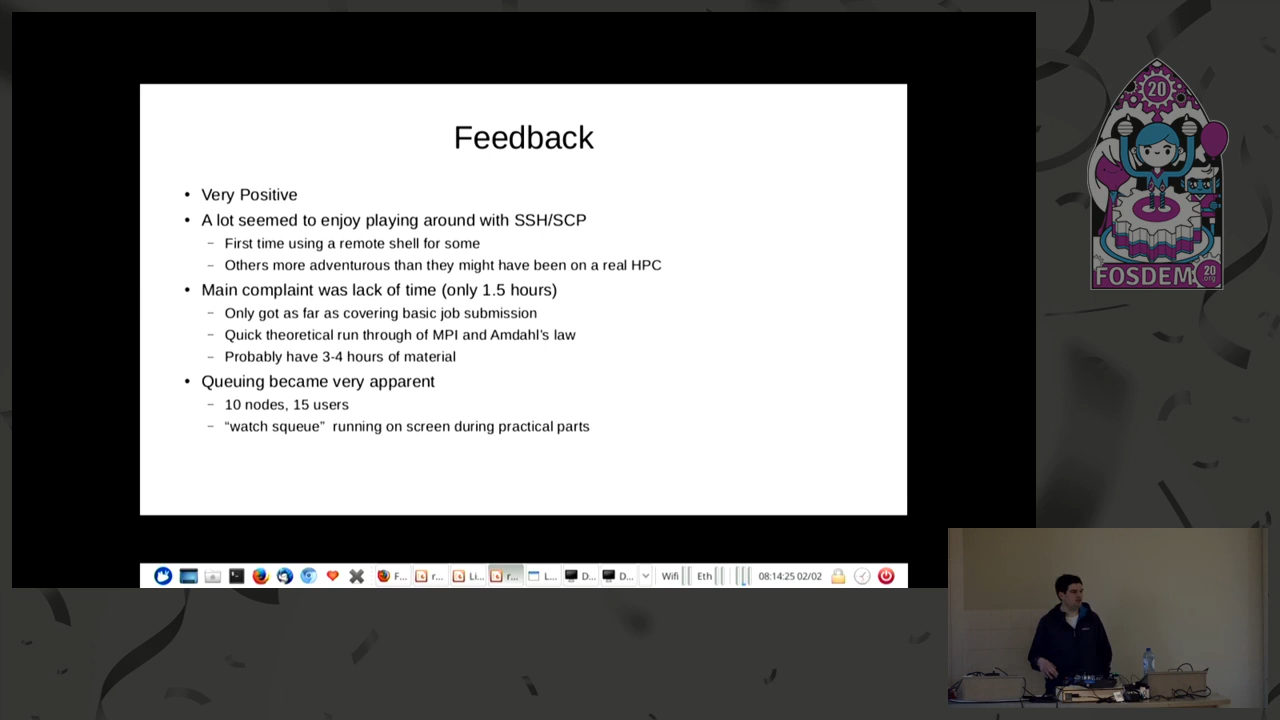 Feedback
• Very Positive
• A lot seemed to enjoy playing around with SSH/SCP
– First time using a remote shell for some
– Others more adventurous than they might have been on a real HPC
• Main complaint was lack of time (only 1.5 hours)
– Only got as far as covering basic job submission
– Quick theoretical run through of MPI and Amdahl's law
– Probably have 3-4 hours of material
• Queuing became very apparent
– 10 nodes, 15 users
– “watch squeue”  running on screen during practical parts
F... r... Li... r... L... D... D... Wifi Eth 08:14:25 02/02
20
FOSDEM 20 .org